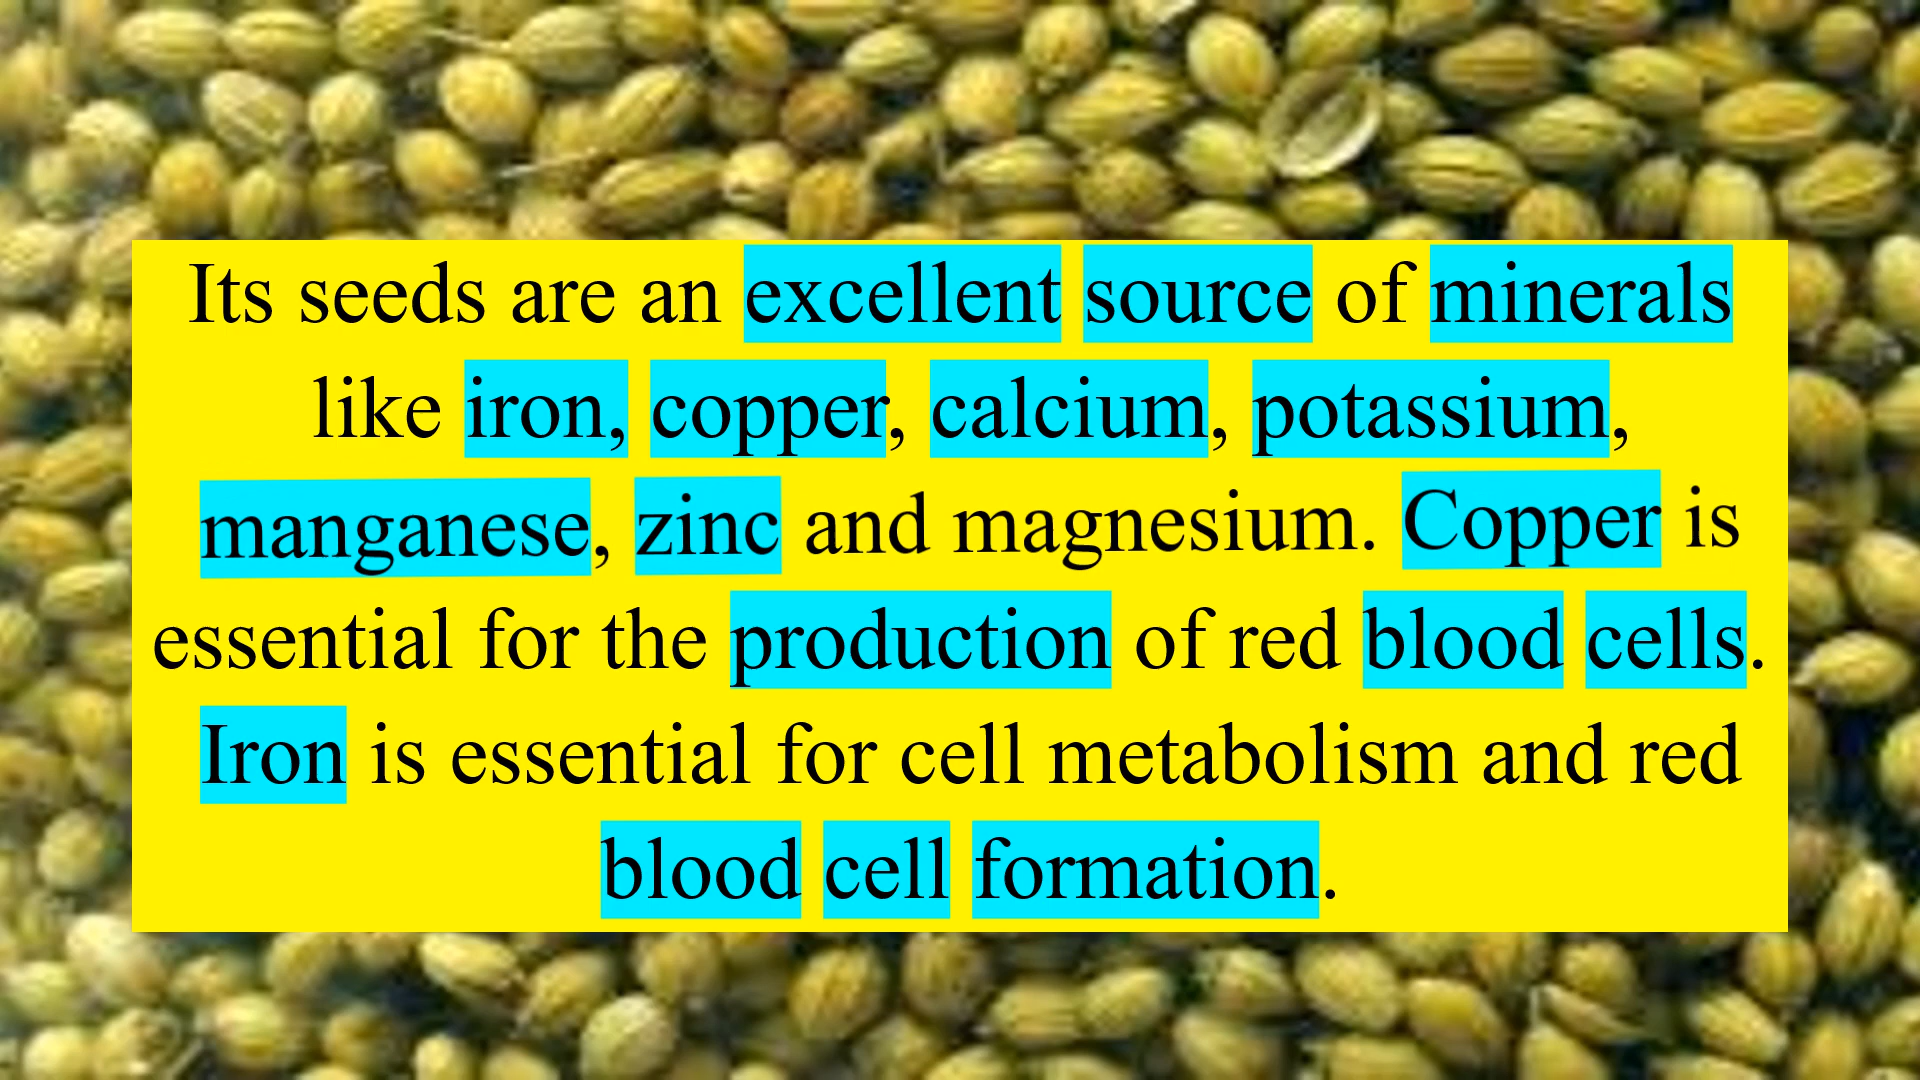 Its seeds are an excellent source of minerals
like iron, copper, calcium, potassium,
manganese, zinc and magnesium. Copper is
essential for the production of red blood cells.
Iron is essential for cell metabolism and red
blood cell formation.